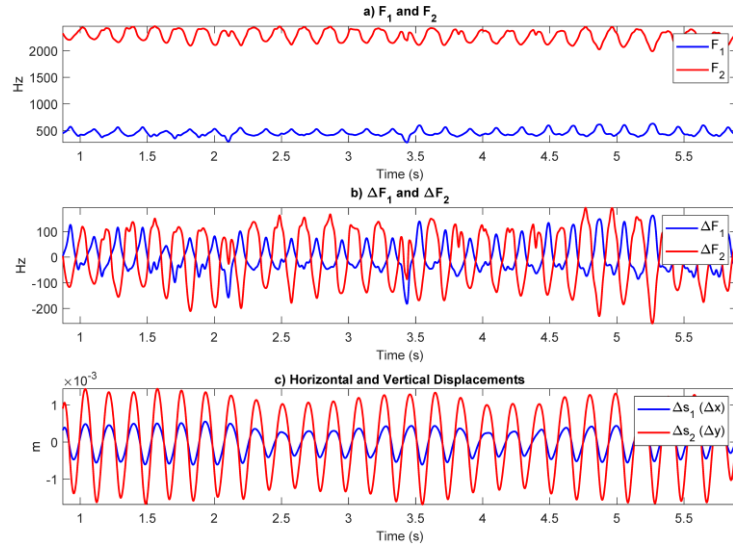 a) F₁ and F₂
2000
1500
1000
500
Hz
F₁
F₂
1 1.5 2 2.5 3 3.5 4 4.5 5 5.5
Time (s)
b) ΔF₁ and ΔF₂
100
0
-100
-200
Hz
ΔF₁
ΔF₂
1 1.5 2 2.5 3 3.5 4 4.5 5 5.5
Time (s)
c) Horizontal and Vertical Displacements
×10⁻³
1
0
-1
m
Δs₁ (Δx)
Δs₂ (Δy)
1 1.5 2 2.5 3 3.5 4 4.5 5 5.5
Time (s)